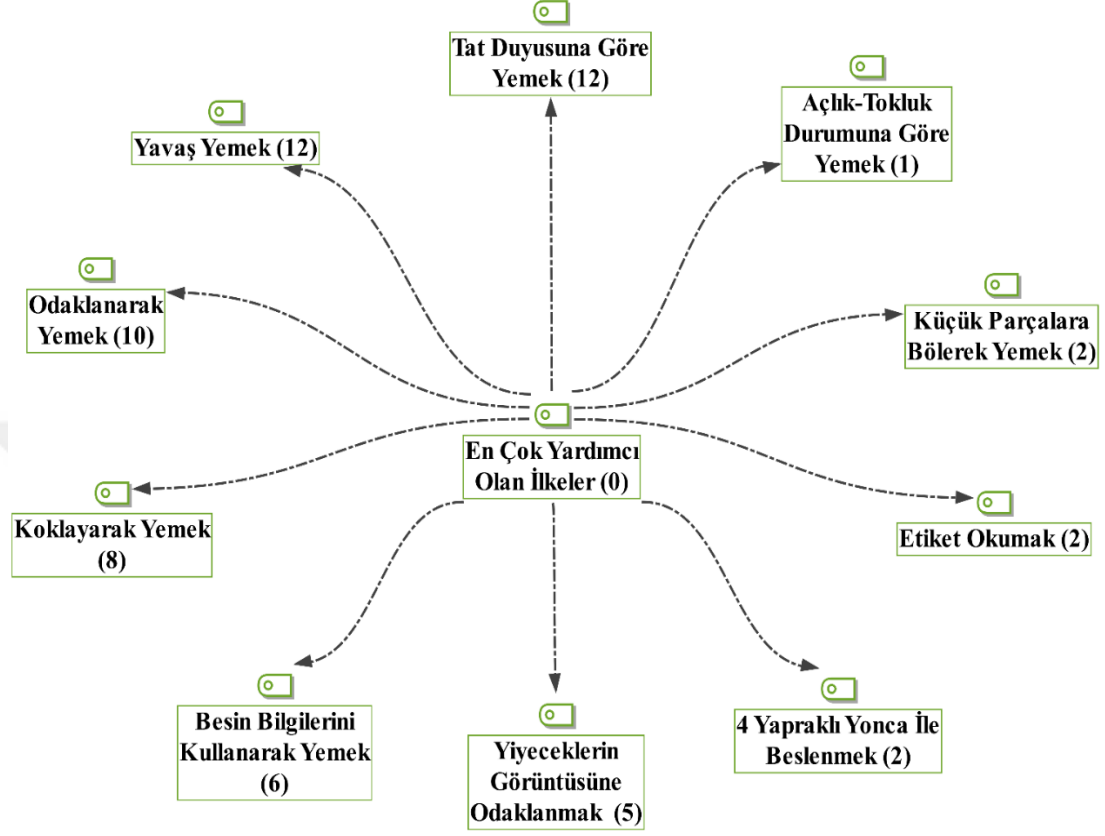 Tat Duyusuna Göre
Yemek (12)
Açlık-Tokluk
Durumuna Göre
Yemek (1)
Yavaş Yemek (12)
Odaklanarak
Yemek (10)
Küçük Parçalara
Bölerek Yemek (2)
En Çok Yardımcı
Olan İlkeler (0)
Koklayarak Yemek
(8)
Etiket Okumak (2)
Besin Bilgilerini
Kullanarak Yemek
(6)
Yiyeceklerin
Görüntüsüne
Odaklanmak (5)
4 Yapraklı Yonca İle
Beslenmek (2)